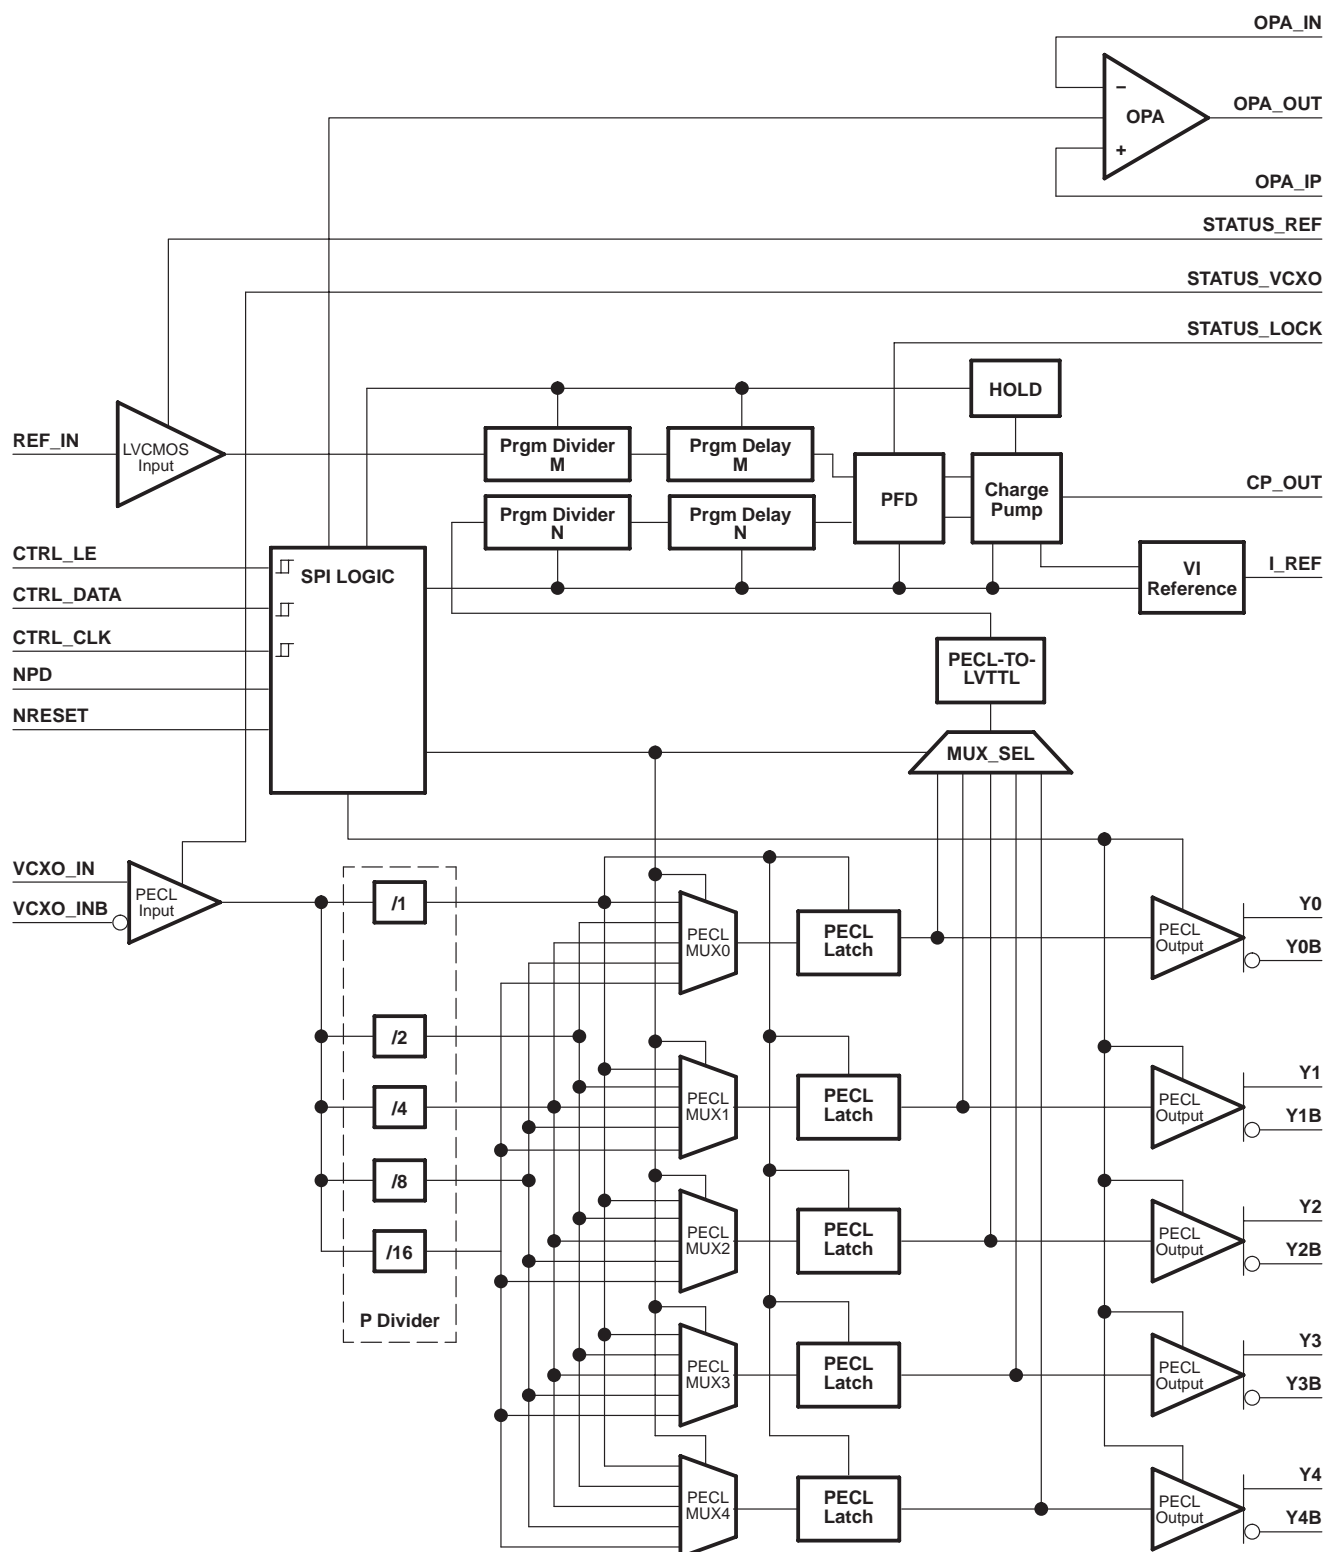 OPA_IN
−
OPA
OPA_OUT
+
OPA_IP
STATUS_REF
STATUS_VCXO
STATUS_LOCK
HOLD
REF_IN
LVCMOS
Input
Prgm Divider
M
Prgm Delay
M
PFD
Charge
Pump
CP_OUT
Prgm Divider
N
Prgm Delay
N
CTRL_LE
SPI LOGIC
VI
Reference
I_REF
CTRL_DATA
CTRL_CLK
PECL-TO-
LVTTL
NPD
NRESET
MUX_SEL
VCXO_IN
VCXO_INB
PECL
Input
/1
PECL
MUX0
PECL
Latch
PECL
Output
Y0
Y0B
/2
/4
PECL
MUX1
PECL
Latch
PECL
Output
Y1
Y1B
/8
/16
PECL
MUX2
PECL
Latch
PECL
Output
Y2
Y2B
P Divider
PECL
MUX3
PECL
Latch
PECL
Output
Y3
Y3B
PECL
MUX4
PECL
Latch
PECL
Output
Y4
Y4B